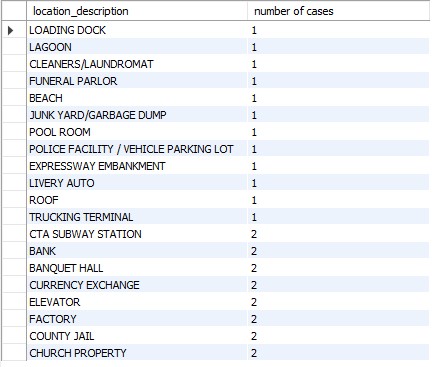 location_description number of cases
LOADING DOCK 1
LAGOON 1
CLEANERS/LAUNDROMAT 1
FUNERAL PARLOR 1
BEACH 1
JUNK YARD/GARBAGE DUMP 1
POOL ROOM 1
POLICE FACILITY / VEHICLE PARKING LOT 1
EXPRESSWAY EMBANKMENT 1
LIVERY AUTO 1
ROOF 1
TRUCKING TERMINAL 1
CTA SUBWAY STATION 2
BANK 2
BANQUET HALL 2
CURRENCY EXCHANGE 2
ELEVATOR 2
FACTORY 2
COUNTY JAIL 2
CHURCH PROPERTY 2